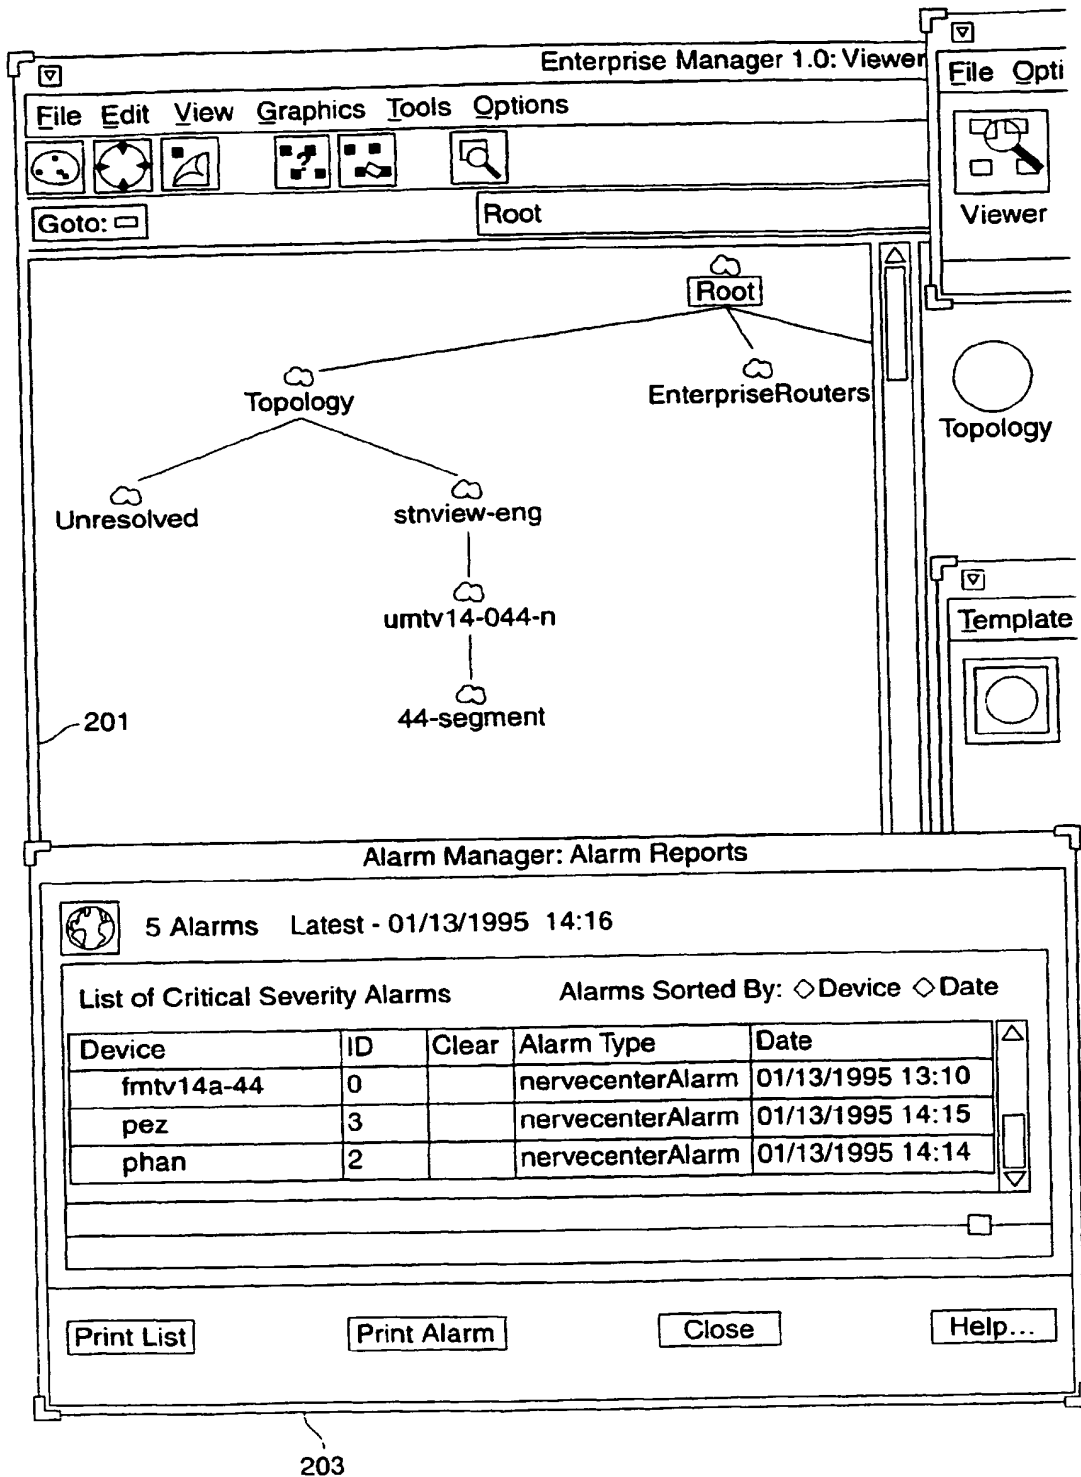 Enterprise Manager 1.0: Viewer
File Edit View Graphics Tools Options
Goto:
Root
File Opti
Viewer
Root
Topology
EnterpriseRouters
Topology
Unresolved
stnview-eng
umtv14-044-n
44-segment
Template
201
Alarm Manager: Alarm Reports
5 Alarms Latest - 01/13/1995 14:16
List of Critical Severity Alarms Alarms Sorted By: Device Date
Device ID Clear Alarm Type Date
fmtv14a-44 0 nervecenterAlarm 01/13/1995 13:10
pez 3 nervecenterAlarm 01/13/1995 14:15
phan 2 nervecenterAlarm 01/13/1995 14:14
Print List Print Alarm Close Help...
203